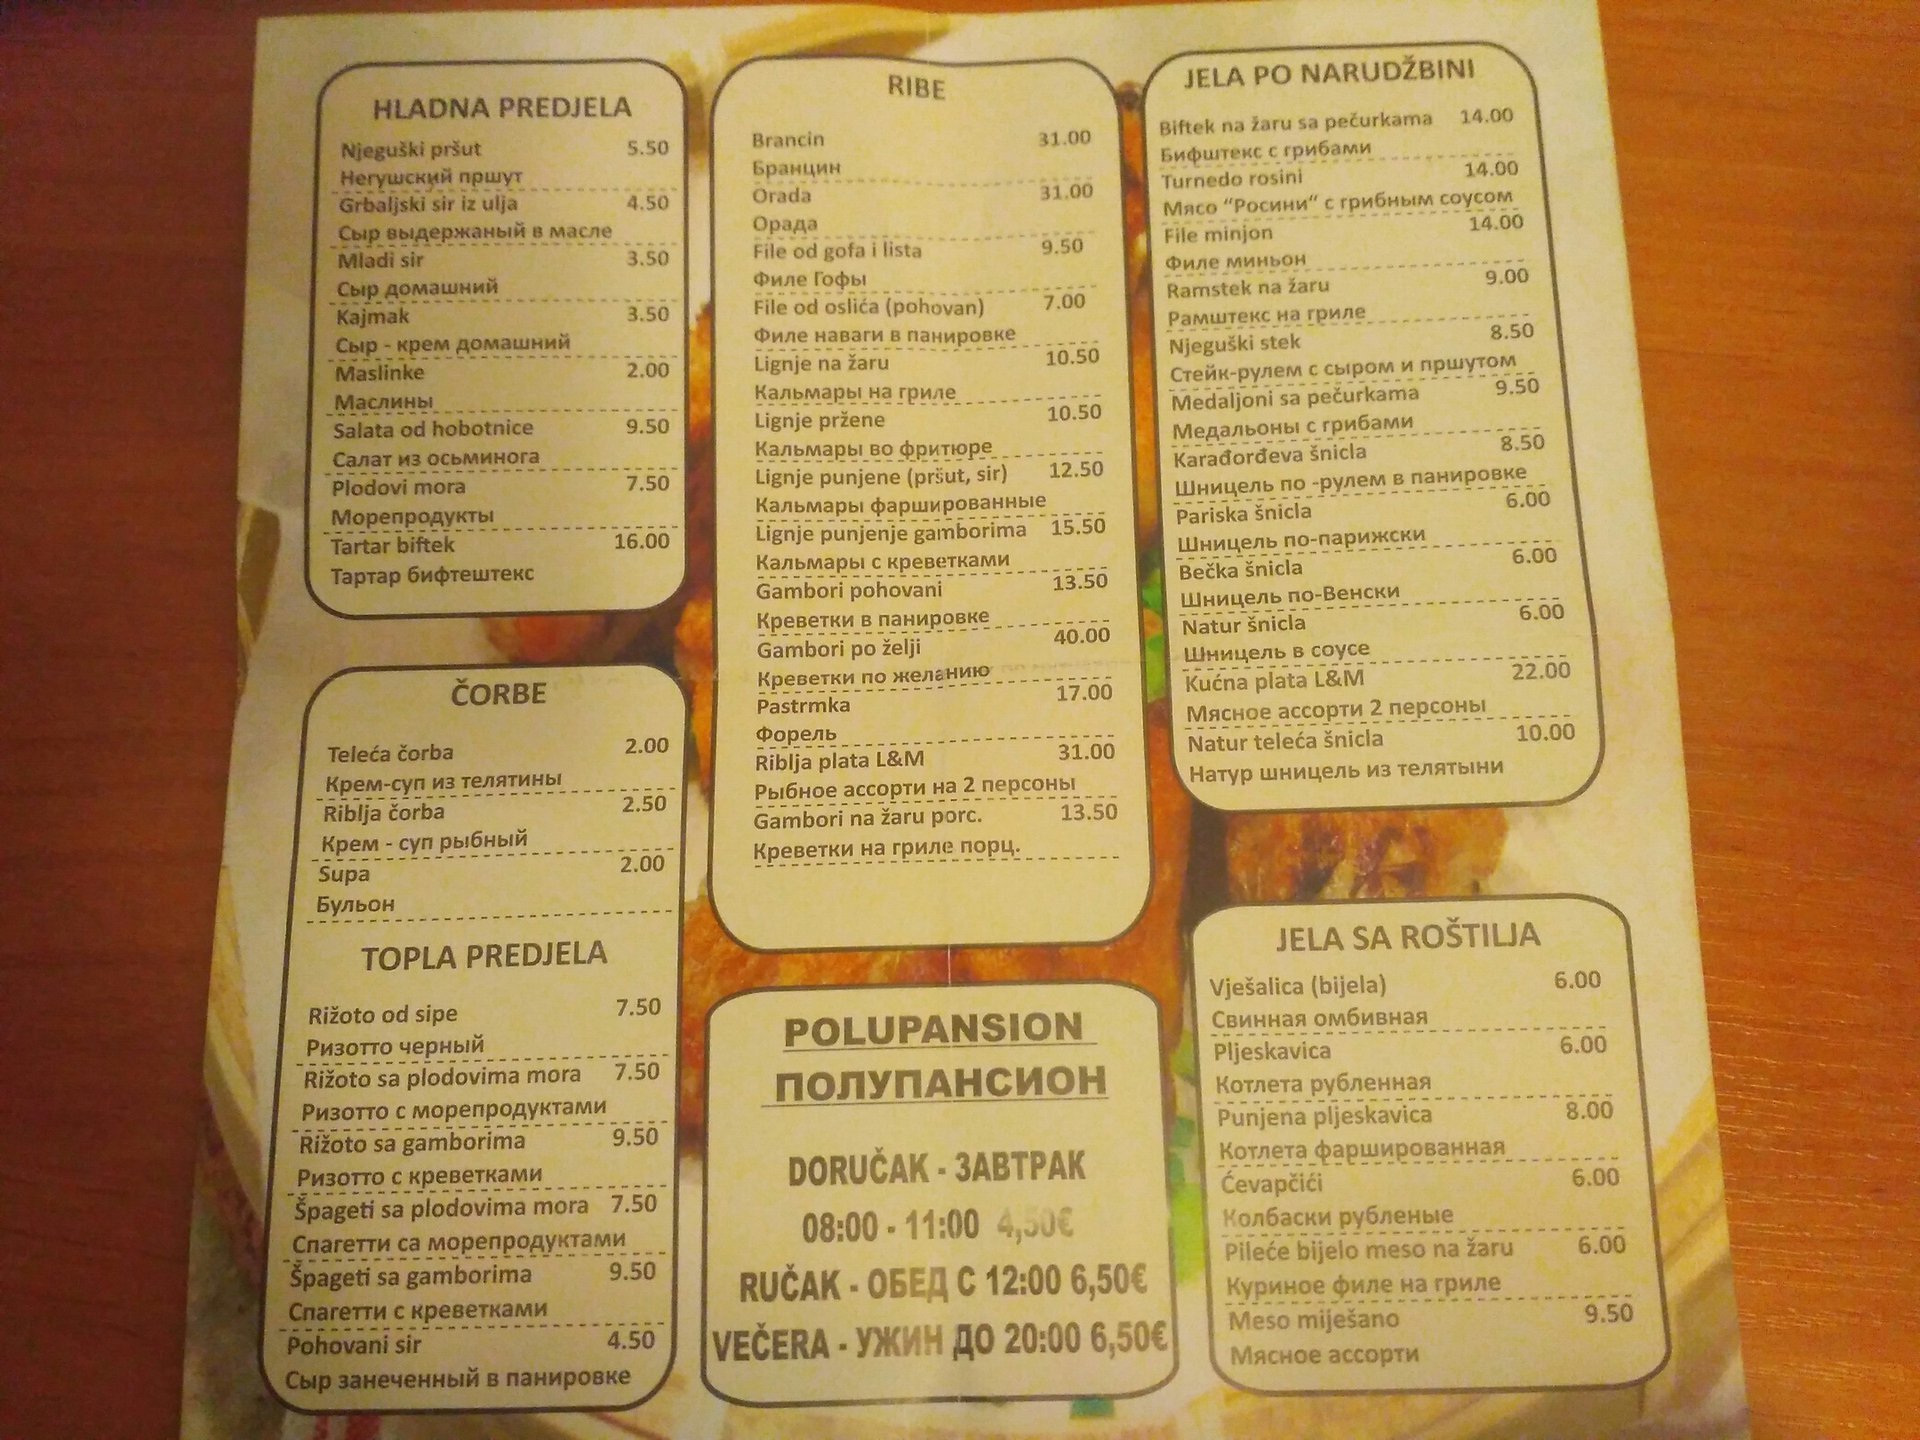 HLADNA PREDJELA
Njeguški pršut 5.50
Негушский пршут
Grbaljski sir iz ulja 4.50
Сыр выдержаный в масле
Mladi sir 3.50
Сыр домашний
Kajmak 3.50
Сыр - крем домашний
Maslinke 2.00
Маслины
Salata od hobotnice 9.50
Салат из осьминога
Plodovi mora 7.50
Морепродукты
Tartar biftek 16.00
Тартар бифтештекс
ČORBE
Teleća čorba 2.00
Крем-суп из телятины
Riblja čorba 2.50
Крем - суп рыбный
Supa 2.00
Бульон
TOPLA PREDJELA
Rižoto od sipe 7.50
Ризотто черный
Rižoto sa plodovima mora 7.50
Ризотто с морепродуктами
Rižoto sa gamborima 9.50
Ризотто с креветками
Špageti sa plodovima mora 7.50
Спагетти са морепродуктами
Špageti sa gamborima 9.50
Спагетти с креветками
Pohovani sir 4.50
Сыр занеченный в панировке
RIBE
Brancin 31.00
Бранцин
Orada 31.00
Орада
File od gofa i lista 9.50
Филе Гофы
File od oslića (pohovan) 7.00
Филе наваги в панировке
Lignje na žaru 10.50
Кальмары на гриле
Lignje pržene 10.50
Кальмары во фритюре
Lignje punjene (pršut, sir) 12.50
Кальмары фаршированные
Lignje punjenje gamborima 15.50
Кальмары с креветками
Gambori pohovani 13.50
Креветки в панировке
Gambori po želji 40.00
Креветки по желанию
Pastrmka 17.00
Форель
Riblja plata L&M 31.00
Рыбное ассорти на 2 персоны
Gambori na žaru porc. 13.50
Креветки на гриле порц.
POLUPANSION
ПОЛУПАНСИОН
DORUČAK - ЗАВТРАК
08:00 - 11:00 4,50€
RUČAK - ОБЕД С 12:00 6,50€
VEČERA - УЖИН ДО 20:00 6,50€
JELA PO NARUDŽBINI
Biftek na žaru sa pečurkama 14.00
Бифштекс с грибами
Turnedo rosini 14.00
Мясо “Росини“ с грибным соусом
File minjon 14.00
Филе миньон
Ramstek na žaru 9.00
Рамштекс на гриле
Njeguški stek 8.50
Стейк-рулем с сыром и пршутом
Medaljoni sa pečurkama 9.50
Медальоны с грибами
Karađorđeva šnicla 8.50
Шницель по -рулем в панировке
Pariska šnicla 6.00
Шницель по-парижски
Bečka šnicla 6.00
Шницель по-Венски
Natur šnicla 6.00
Шницель в соусе
Kućna plata L&M 22.00
Мясное ассорти 2 персоны
Natur teleća šnicla 10.00
Натур шницель из телятыни
JELA SA ROŠTILJA
Vješalica (bijela) 6.00
Свинная омбивная
Pljeskavica 6.00
Котлета рубленная
Punjena pljeskavica 8.00
Котлета фаршированная
Ćevapčići 6.00
Колбаски рубленые
Pileće bijelo meso na žaru 6.00
Куриное филе на гриле
Meso miješano 9.50
Мясное ассорти